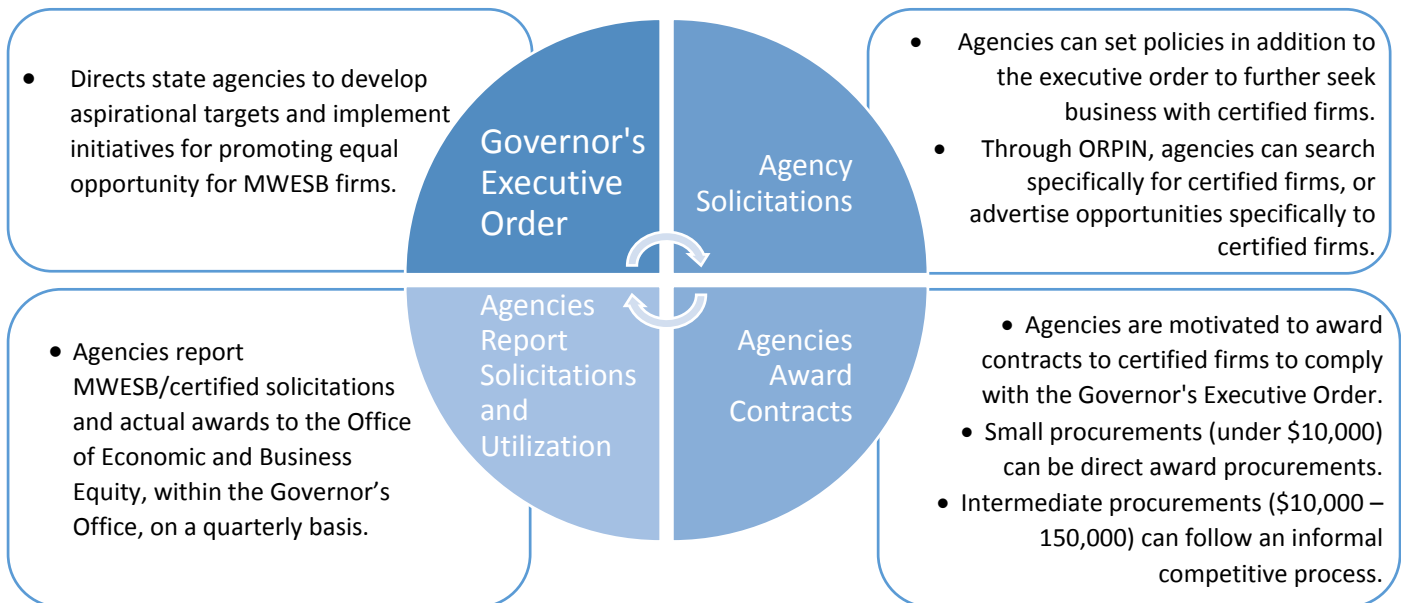 • Directs state agencies to develop
aspirational targets and implement
initiatives for promoting equal
opportunity for MWESB firms.
Governor's
Executive
Order
Agency
Solicitations
• Agencies can set policies in addition to
the executive order to further seek
business with certified firms.
• Through ORPIN, agencies can search
specifically for certified firms, or
advertise opportunities specifically to
certified firms.
• Agencies report
MWESB/certified solicitations
and actual awards to the Office
of Economic and Business
Equity, within the Governor’s
Office, on a quarterly basis.
Agencies
Report
Solicitations
and
Utilization
Agencies
Award
Contracts
• Agencies are motivated to award
contracts to certified firms to comply
with the Governor's Executive Order.
• Small procurements (under $10,000)
can be direct award procurements.
• Intermediate procurements ($10,000 –
150,000) can follow an informal
competitive process.